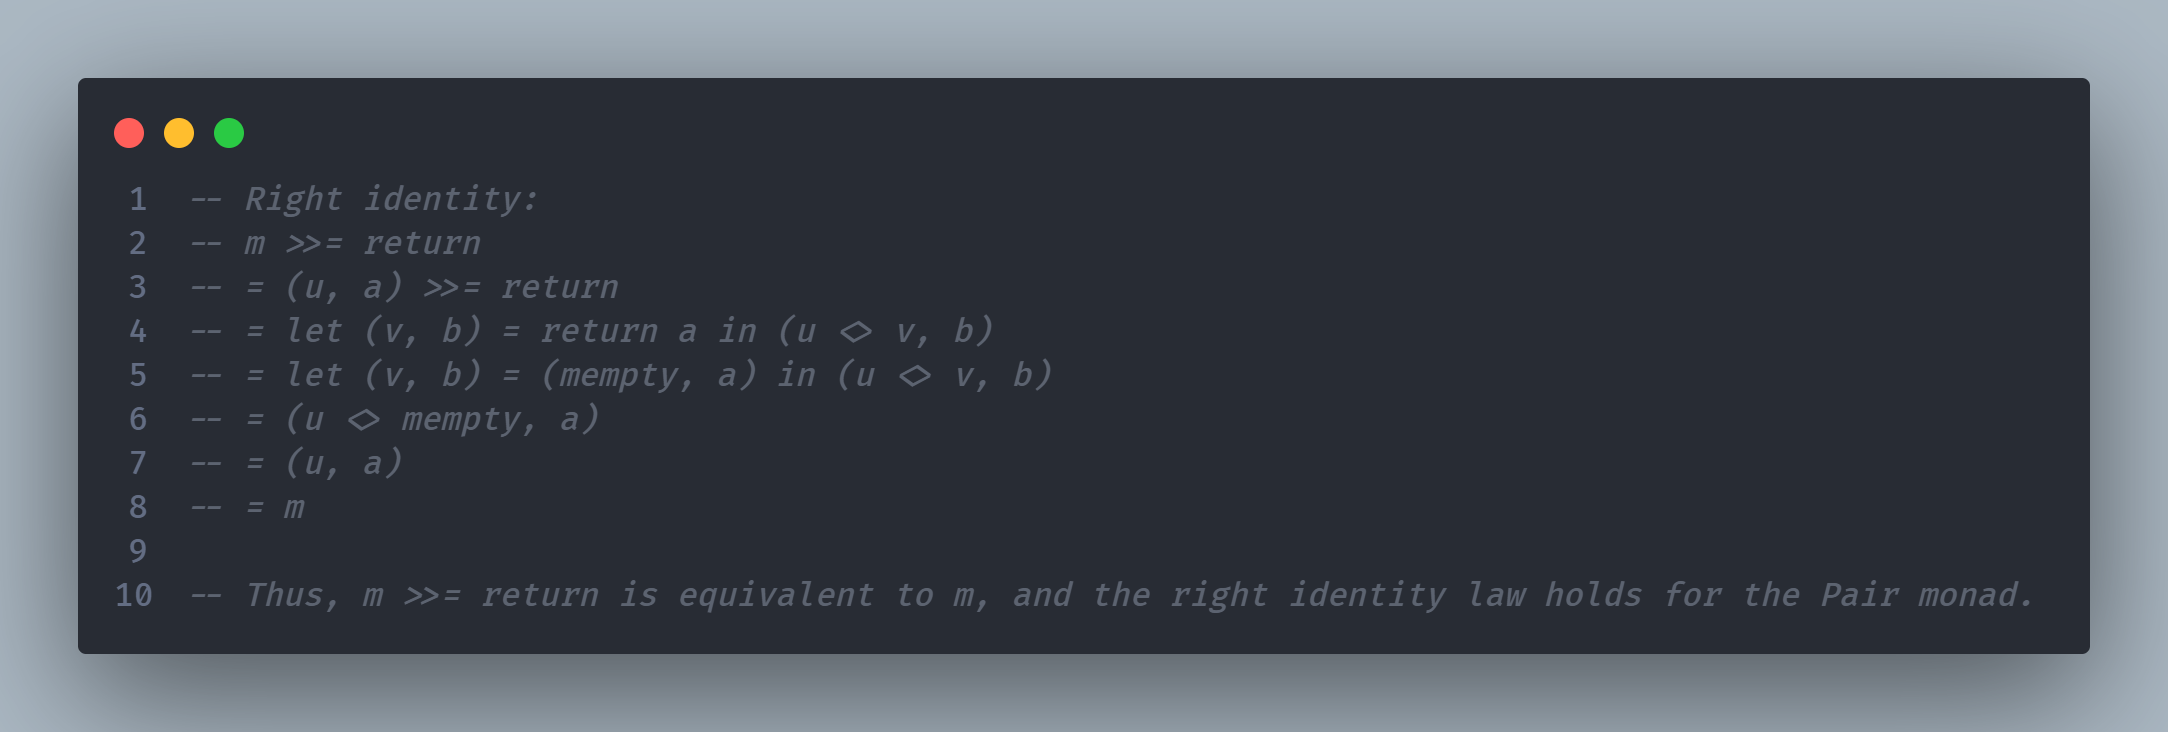 1 -- Right identity:
2 -- m >>= return
3 -- = (u, a) >>= return
4 -- = let (v, b) = return a in (u <> v, b)
5 -- = let (v, b) = (mempty, a) in (u <> v, b)
6 -- = (u <> mempty, a)
7 -- = (u, a)
8 -- = m
9
10 -- Thus, m >>= return is equivalent to m, and the right identity law holds for the Pair monad.